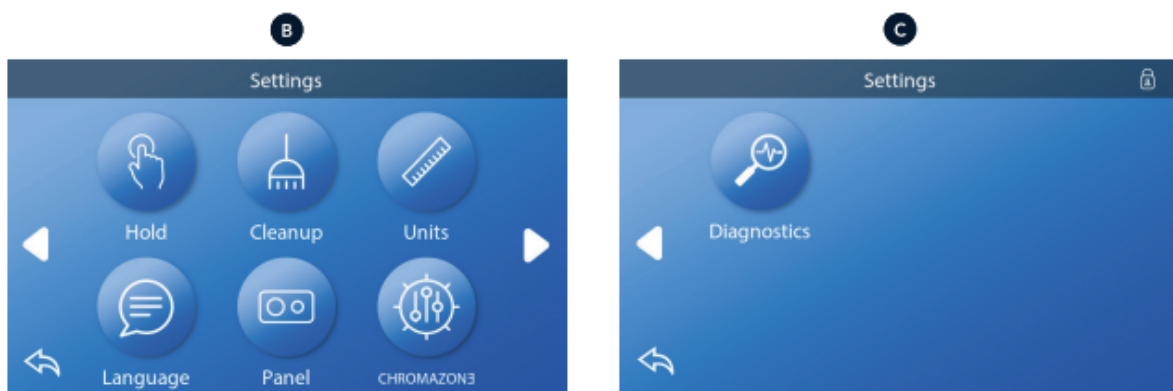 B
Settings
Hold Cleanup Units
Language Panel CHROMAZON3
C
Settings
Diagnostics